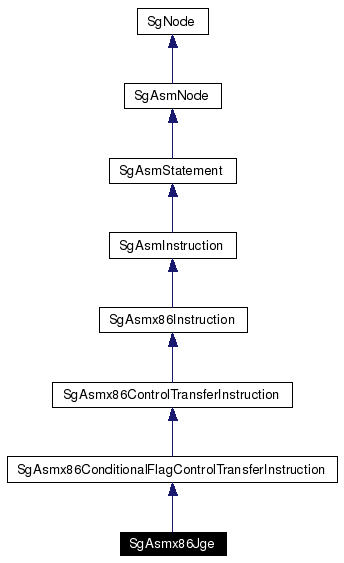 SgNode
SgAsmNode
SgAsmStatement
SgAsmInstruction
SgAsmx86Instruction
SgAsmx86ControlTransferInstruction
SgAsmx86ConditionalFlagControlTransferInstruction
SgAsmx86Jge